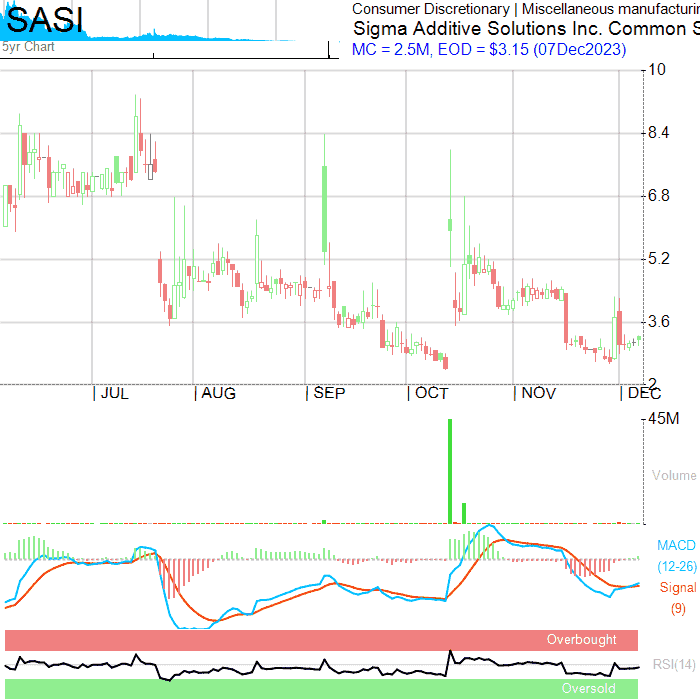 SASI
5yr Chart
Consumer Discretionary | Miscellaneous manufacturin
Sigma Additive Solutions Inc. Common S
MC = 2.5M, EOD = $3.15 (07Dec2023)
10
8.4
6.8
5.2
3.6
2
| JUL | AUG | SEP | OCT | NOV | DEC
45M
Volume
MACD
(12-26)
Signal
(9)
Overbought
RSI(14)
Oversold